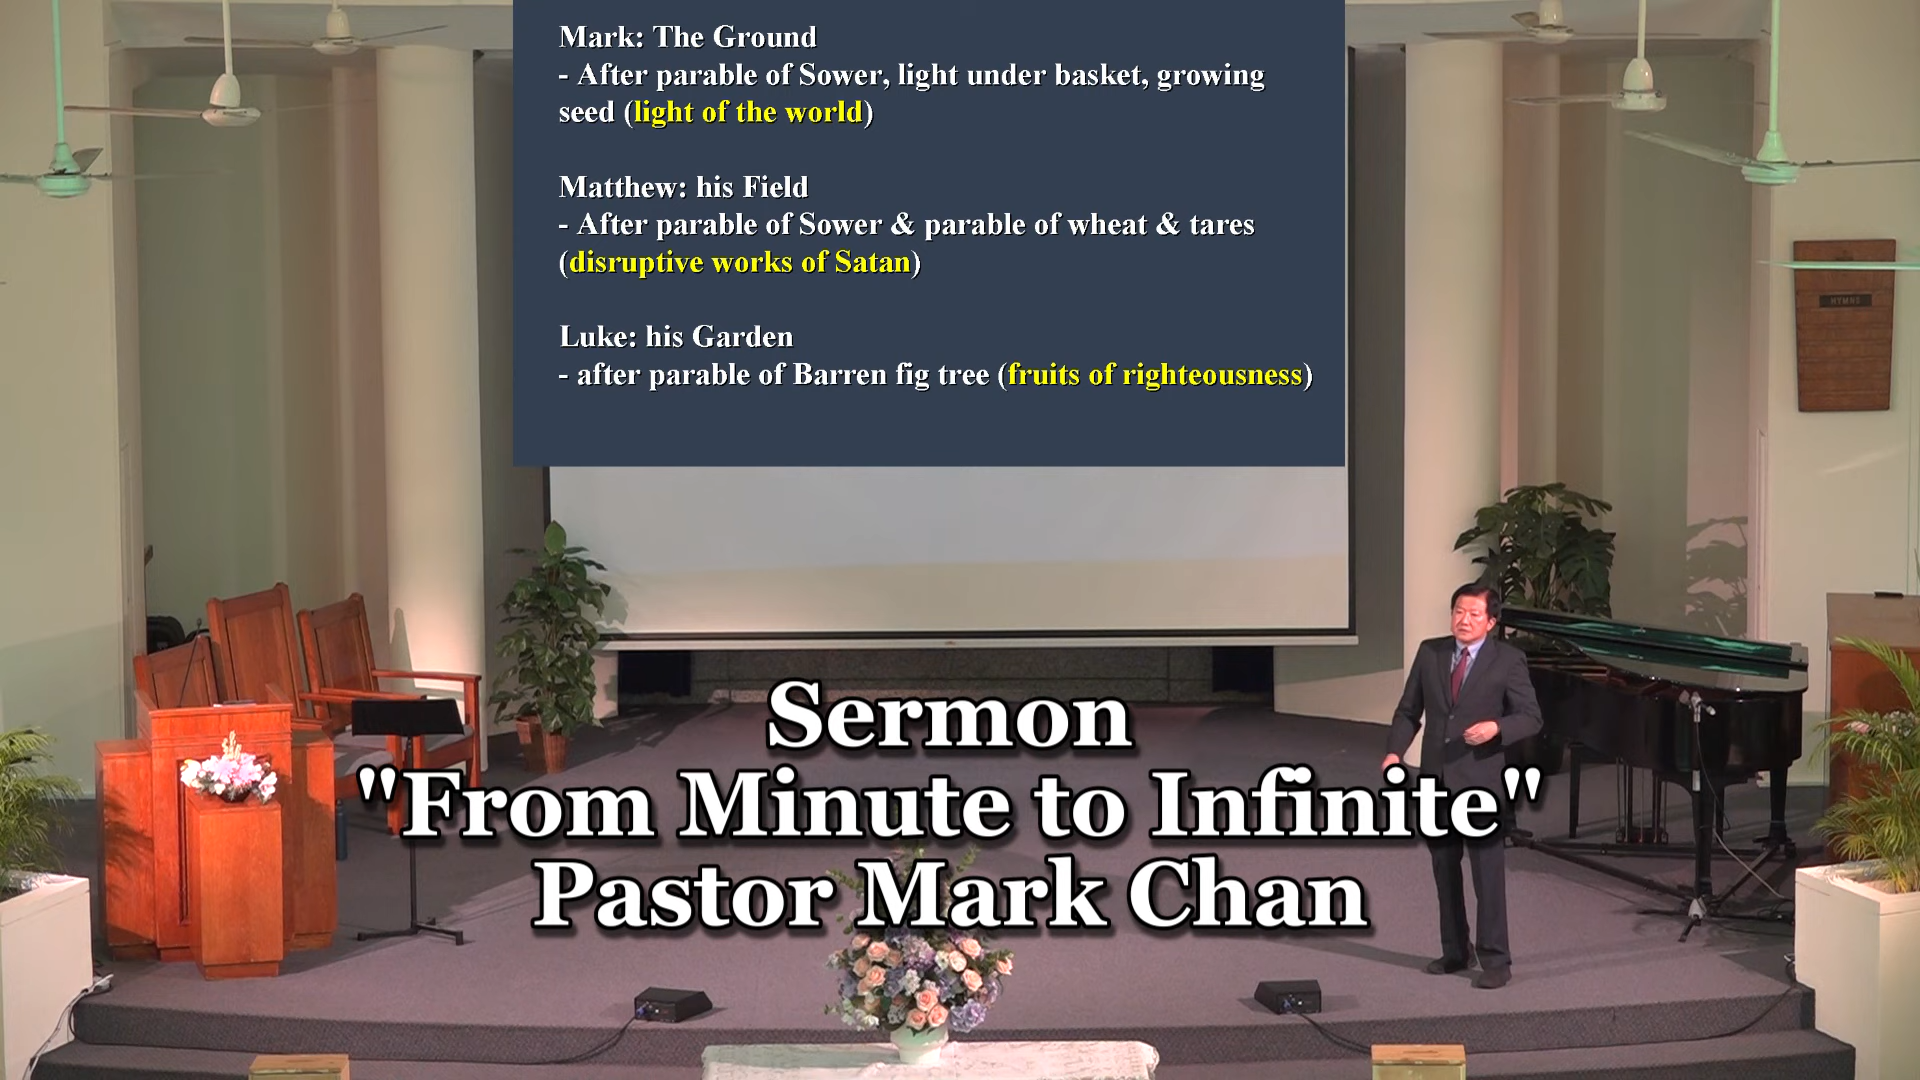 Mark: The Ground
- After parable of Sower, light under basket, growing
seed (light of the world)
Matthew: his Field
- After parable of Sower & parable of wheat & tares
(disruptive works of Satan)
Luke: his Garden
- after parable of Barren fig tree (fruits of righteousness)
HYMNS
Sermon
"From Minute to Infinite"
Pastor Mark Chan